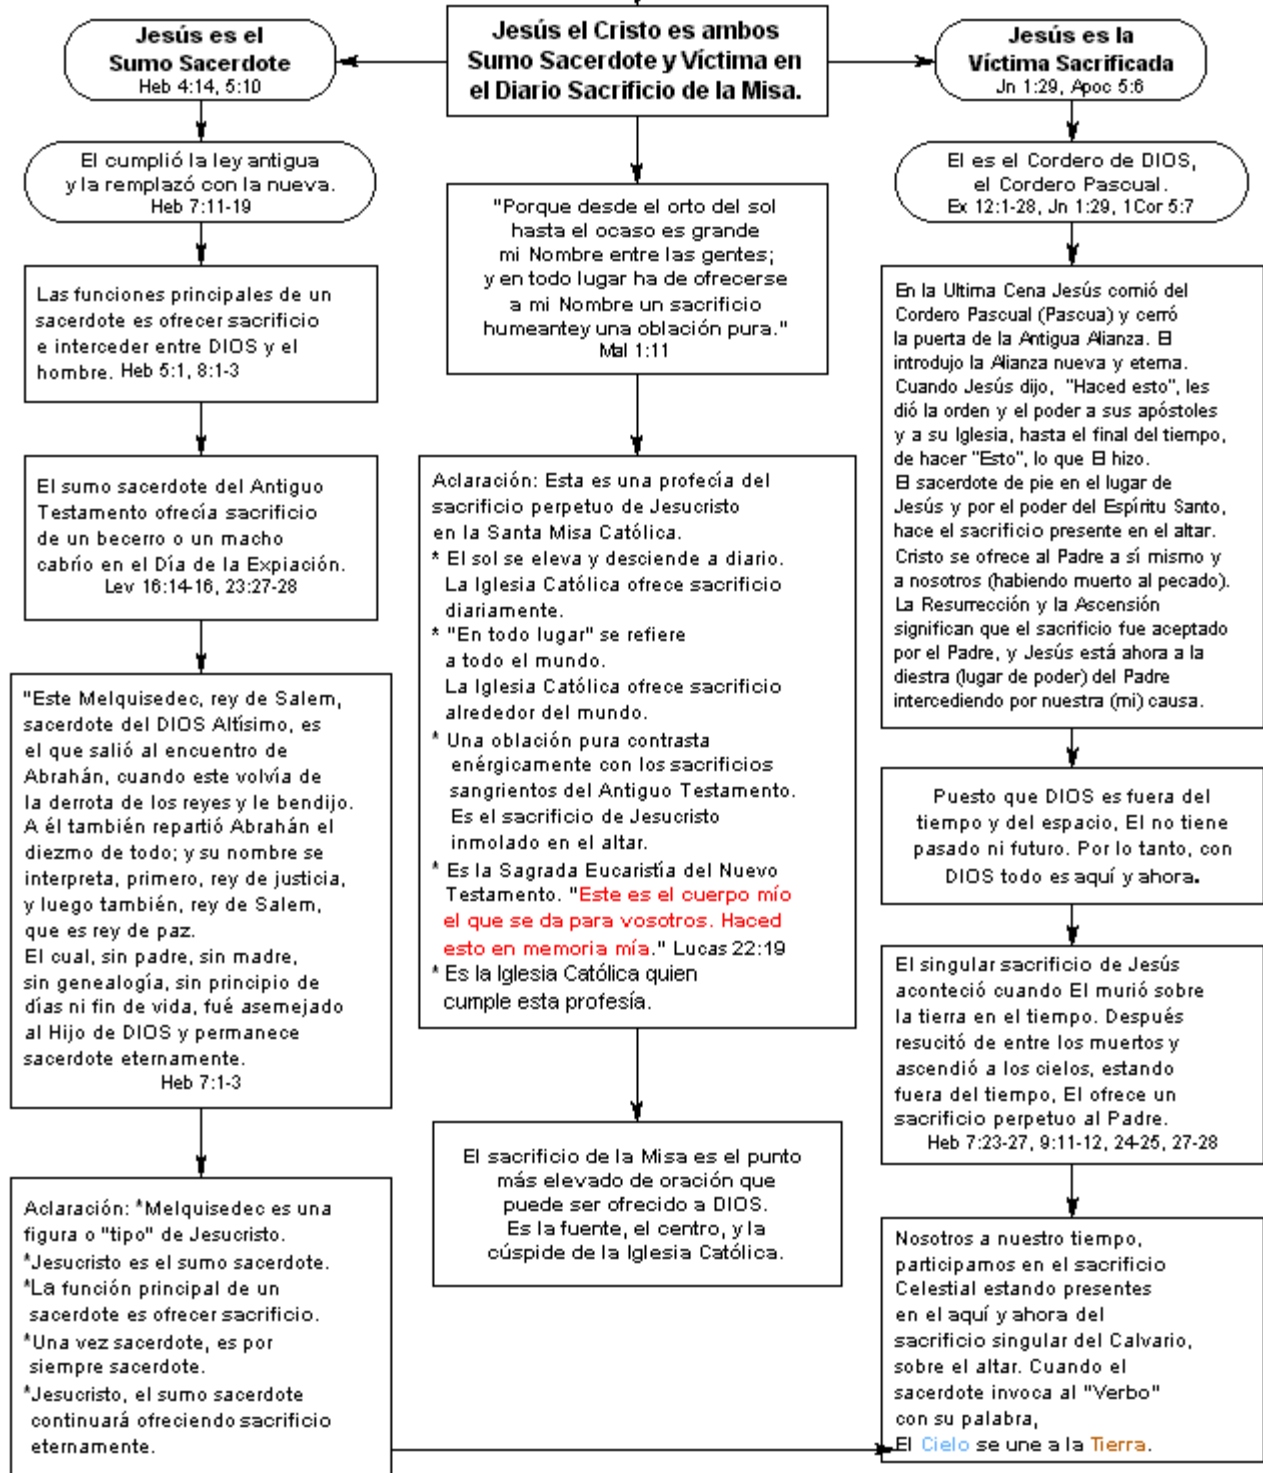 Jesús es el
Sumo Sacerdote
Heb 4:14, 5:10
El cumplió la ley antigua
y la remplazó con la nueva.
Heb 7:11-19
Las funciones principales de un
sacerdote es ofrecer sacrificio
e interceder entre DIOS y el
hombre. Heb 5:1, 8:1-3
El sumo sacerdote del Antiguo
Testamento ofrecía sacrificio
de un becerro o un macho
cabrío en el Día de la Expiación.
Lev 16:14-16, 23:27-28
"Este Melquisedec, rey de Salem,
sacerdote del DIOS Altísimo, es
el que salió al encuentro de
Abrahán, cuando este volvía de
la derrota de los reyes y le bendijo.
A él también repartió Abrahán el
diezmo de todo; y su nombre se
interpreta, primero, rey de justicia,
y luego también, rey de Salem,
que es rey de paz.
El cual, sin padre, sin madre,
sin genealogía, sin principio de
días ni fin de vida, fué asemejado
al Hijo de DIOS y permanece
sacerdote eternamente.
Heb 7:1-3
Aclaración: *Melquisedec es una
figura o "tipo" de Jesucristo.
*Jesucristo es el sumo sacerdote.
*La función principal de un
sacerdote es ofrecer sacrificio.
*Una vez sacerdote, es por
siempre sacerdote.
*Jesucristo, el sumo sacerdote
continuará ofreciendo sacrificio
eternamente.
Jesús el Cristo es ambos
Sumo Sacerdote y Víctima en
el Diario Sacrificio de la Misa.
"Porque desde el orto del sol
hasta el ocaso es grande
mi Nombre entre las gentes;
y en todo lugar ha de ofrecerse
a mi Nombre un sacrificio
humeantey una oblación pura."
Mal 1:11
Aclaración: Esta es una profecía del
sacrificio perpetuo de Jesucristo
en la Santa Misa Católica.
* El sol se eleva y desciende a diario.
La Iglesia Católica ofrece sacrificio
diariamente.
* "En todo lugar" se refiere
a todo el mundo.
La Iglesia Católica ofrece sacrificio
alrededor del mundo.
* Una oblación pura contrasta
enérgicamente con los sacrificios
sangrientos del Antiguo Testamento.
Es el sacrificio de Jesucristo
inmolado en el altar.
* Es la Sagrada Eucaristía del Nuevo
Testamento. "Este es el cuerpo mío
el que se da para vosotros. Haced
esto en memoria mía." Lucas 22:19
* Es la Iglesia Católica quien
cumple esta profesía.
El sacrificio de la Misa es el punto
más elevado de oración que
puede ser ofrecido a DIOS.
Es la fuente, el centro, y la
cúspide de la Iglesia Católica.
Jesús es la
Víctima Sacrificada
Jn 1:29, Apoc 5:6
El es el Cordero de DIOS,
el Cordero Pascual.
Ex 12:1-28, Jn 1:29, 1Cor 5:7
En la Ultima Cena Jesús comió del
Cordero Pascual (Pascua) y cerró
la puerta de la Antigua Alianza. El
introdujo la Alianza nueva y eterna.
Cuando Jesús dijo, "Haced esto", les
dió la orden y el poder a sus apóstoles
y a su Iglesia, hasta el final del tiempo,
de hacer "Esto", lo que El hizo.
El sacerdote de pie en el lugar de
Jesús y por el poder del Espíritu Santo,
hace el sacrificio presente en el altar.
Cristo se ofrece al Padre a sí mismo y
a nosotros (habiendo muerto al pecado).
La Resurrección y la Ascensión
significan que el sacrificio fue aceptado
por el Padre, y Jesús está ahora a la
diestra (lugar de poder) del Padre
intercediendo por nuestra (mi) causa.
Puesto que DIOS es fuera del
tiempo y del espacio, El no tiene
pasado ni futuro. Por lo tanto, con
DIOS todo es aquí y ahora.
El singular sacrificio de Jesús
aconteció cuando El murió sobre
la tierra en el tiempo. Después
resucitó de entre los muertos y
ascendió a los cielos, estando
fuera del tiempo, El ofrece un
sacrificio perpetuo al Padre.
Heb 7:23-27, 9:11-12, 24-25, 27-28
Nosotros a nuestro tiempo,
participamos en el sacrificio
Celestial estando presentes
en el aquí y ahora del
sacrificio singular del Calvario,
sobre el altar. Cuando el
sacerdote invoca al "Verbo"
con su palabra,
El Cielo se une a la Tierra.